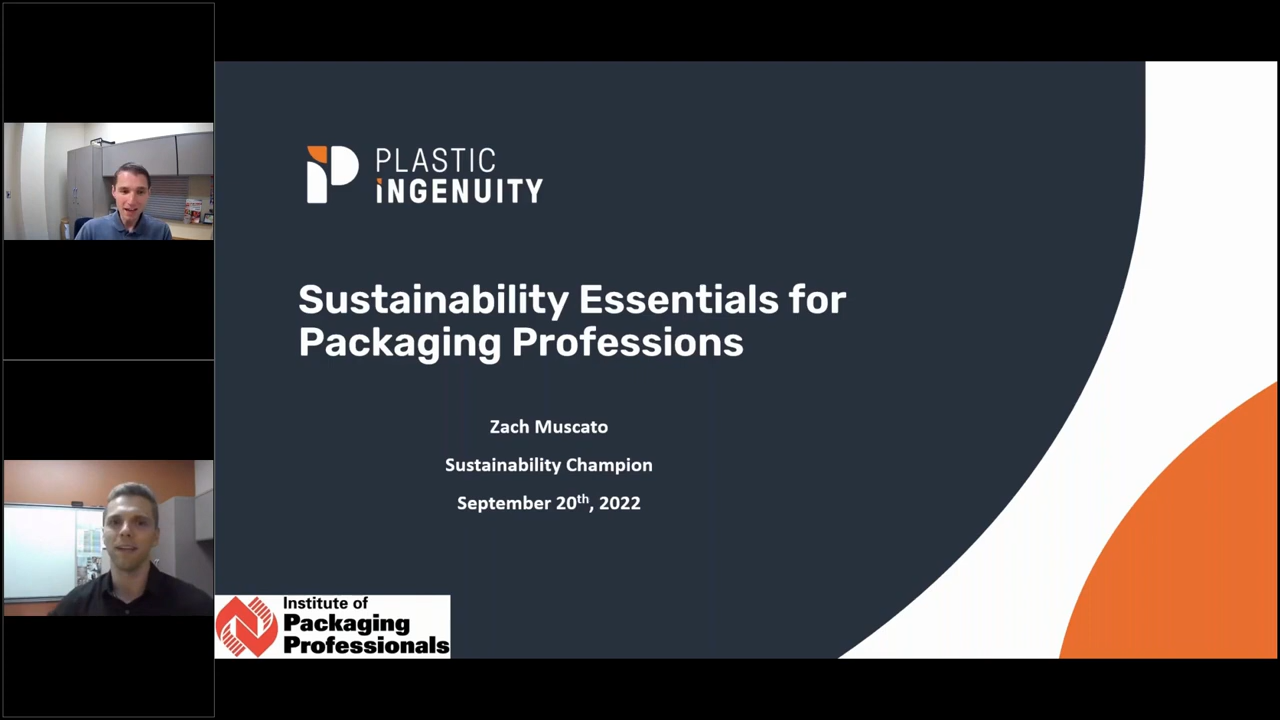 PLASTIC
INGENUITY
Sustainability Essentials for
Packaging Professions
Zach Muscato
Sustainability Champion
September 20th, 2022
Institute of
Packaging
Professionals